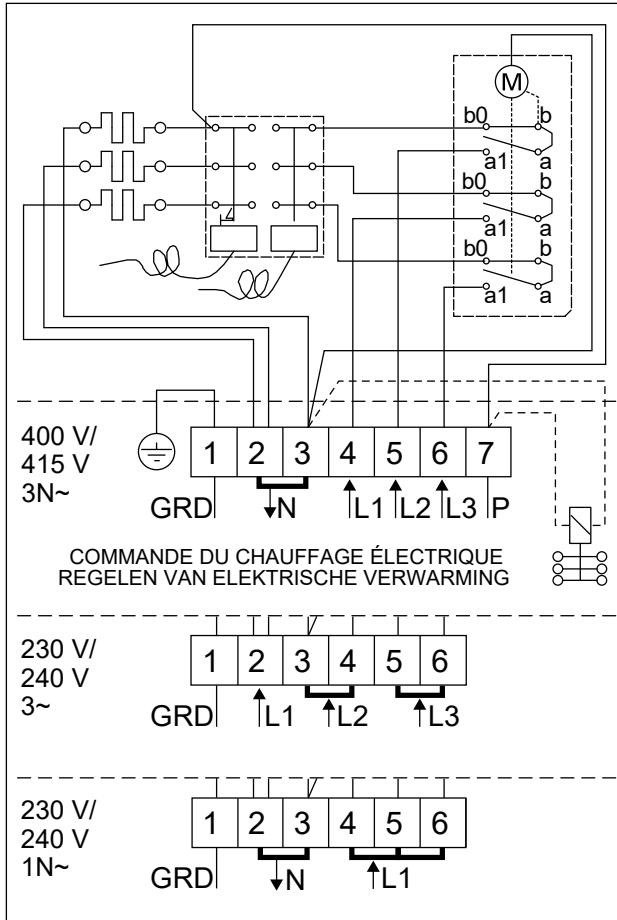 M
b0 b
a1 a
b0 b
a1 a
b0 b
a1 a
400 V/
415 V
3N~
1 2 3 4 5 6 7
GRD N L1 L2 L3 P
COMMANDE DU CHAUFFAGE ÉLECTRIQUE
REGELEN VAN ELEKTRISCHE VERWARMING
230 V/
240 V
3~
1 2 3 4 5 6
GRD L1 L2 L3
230 V/
240 V
1N~
1 2 3 4 5 6
GRD N L1